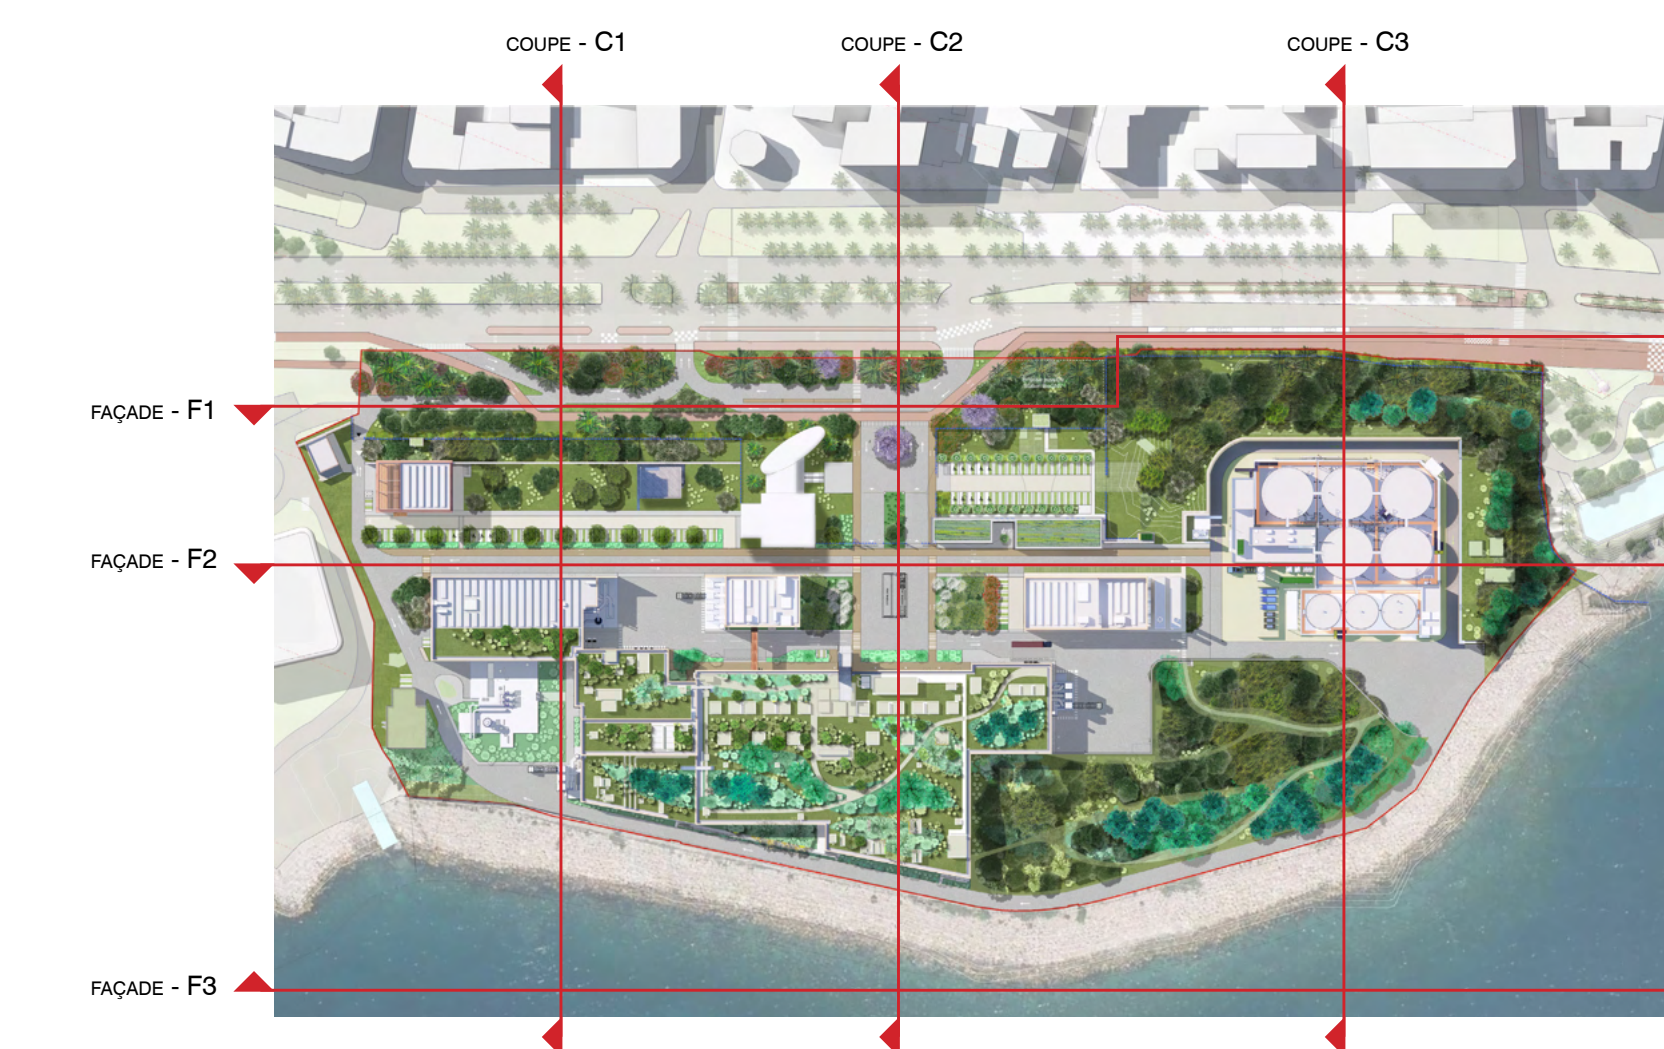 COUPE - C1
COUPE - C2
COUPE - C3
FAÇADE - F1
FAÇADE - F2
FAÇADE - F3